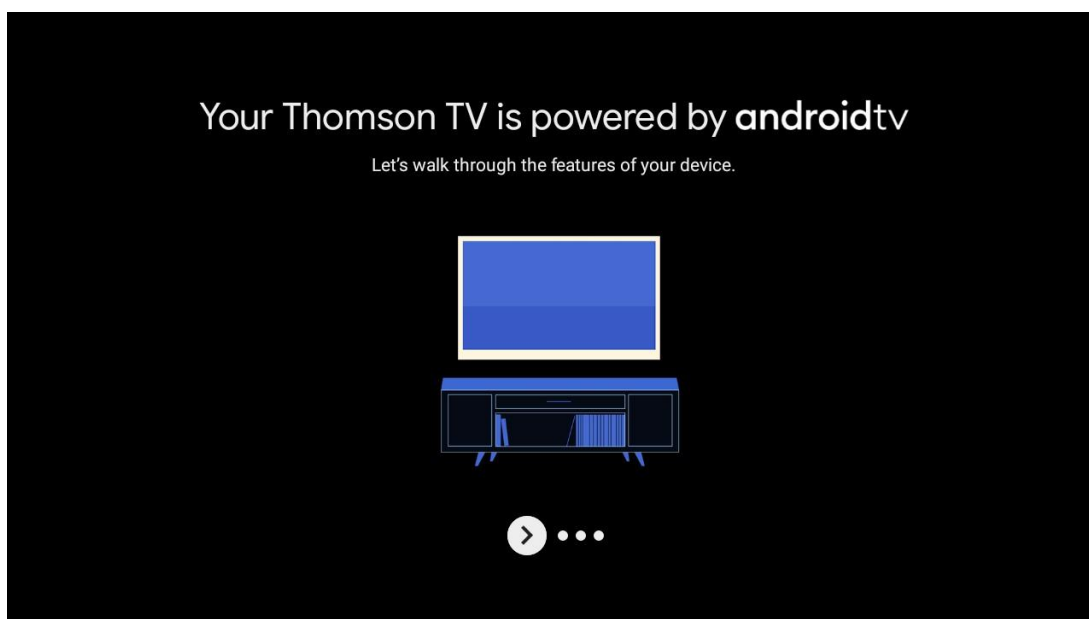 Your Thomson TV is powered by androidtv
Let's walk through the features of your device.